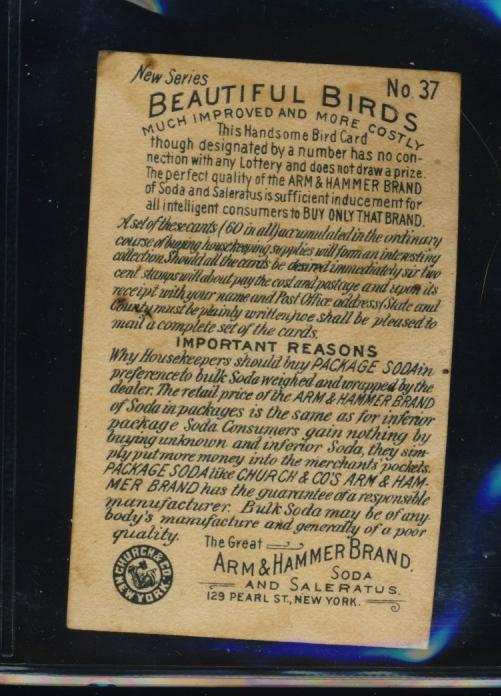 New Series
No. 37
BEAUTIFUL BIRDS
MUCH IMPROVED AND MORE COSTLY
This Handsome Bird Card
though designated by a number has no con-
nection with any Lottery and does not draw a prize.
The perfect quality of the ARM & HAMMER BRAND
of Soda and Saleratus is sufficient inducement for
all intelligent consumers to BUY ONLY THAT BRAND.
A set of these cards (60 in all) accumulated in the ordinary
course of buying housekeeping supplies will form an interesting
collection. Should all the cards be desired immediately six two
cent stamps will about pay the cost and postage and upon its
receipt with your name and Post Office address (State and
County must be plainly written) we shall be pleased to
mail a complete set of the cards.
IMPORTANT REASONS
Why Housekeepers should buy PACKAGE SODA in
preference to bulk Soda weighed and wrapped by the
dealer. The retail price of the ARM & HAMMER BRAND
of Soda in packages is the same as for inferior
package Soda Consumers gain nothing by
buying unknown and inferior Soda, they sim-
ply put more money into the merchants pockets.
PACKAGE SODA like CHURCH & CO'S ARM & HAM-
MER BRAND has the guarantee of a responsible
manufacturer. Bulk Soda may be of any-
body's manufacture and generally of a poor
quality.
The Great
ARM & HAMMER BRAND.
SODA
AND SALERATUS.
129 PEARL ST., NEW YORK.
CHURCH & CO.
NEW YORK